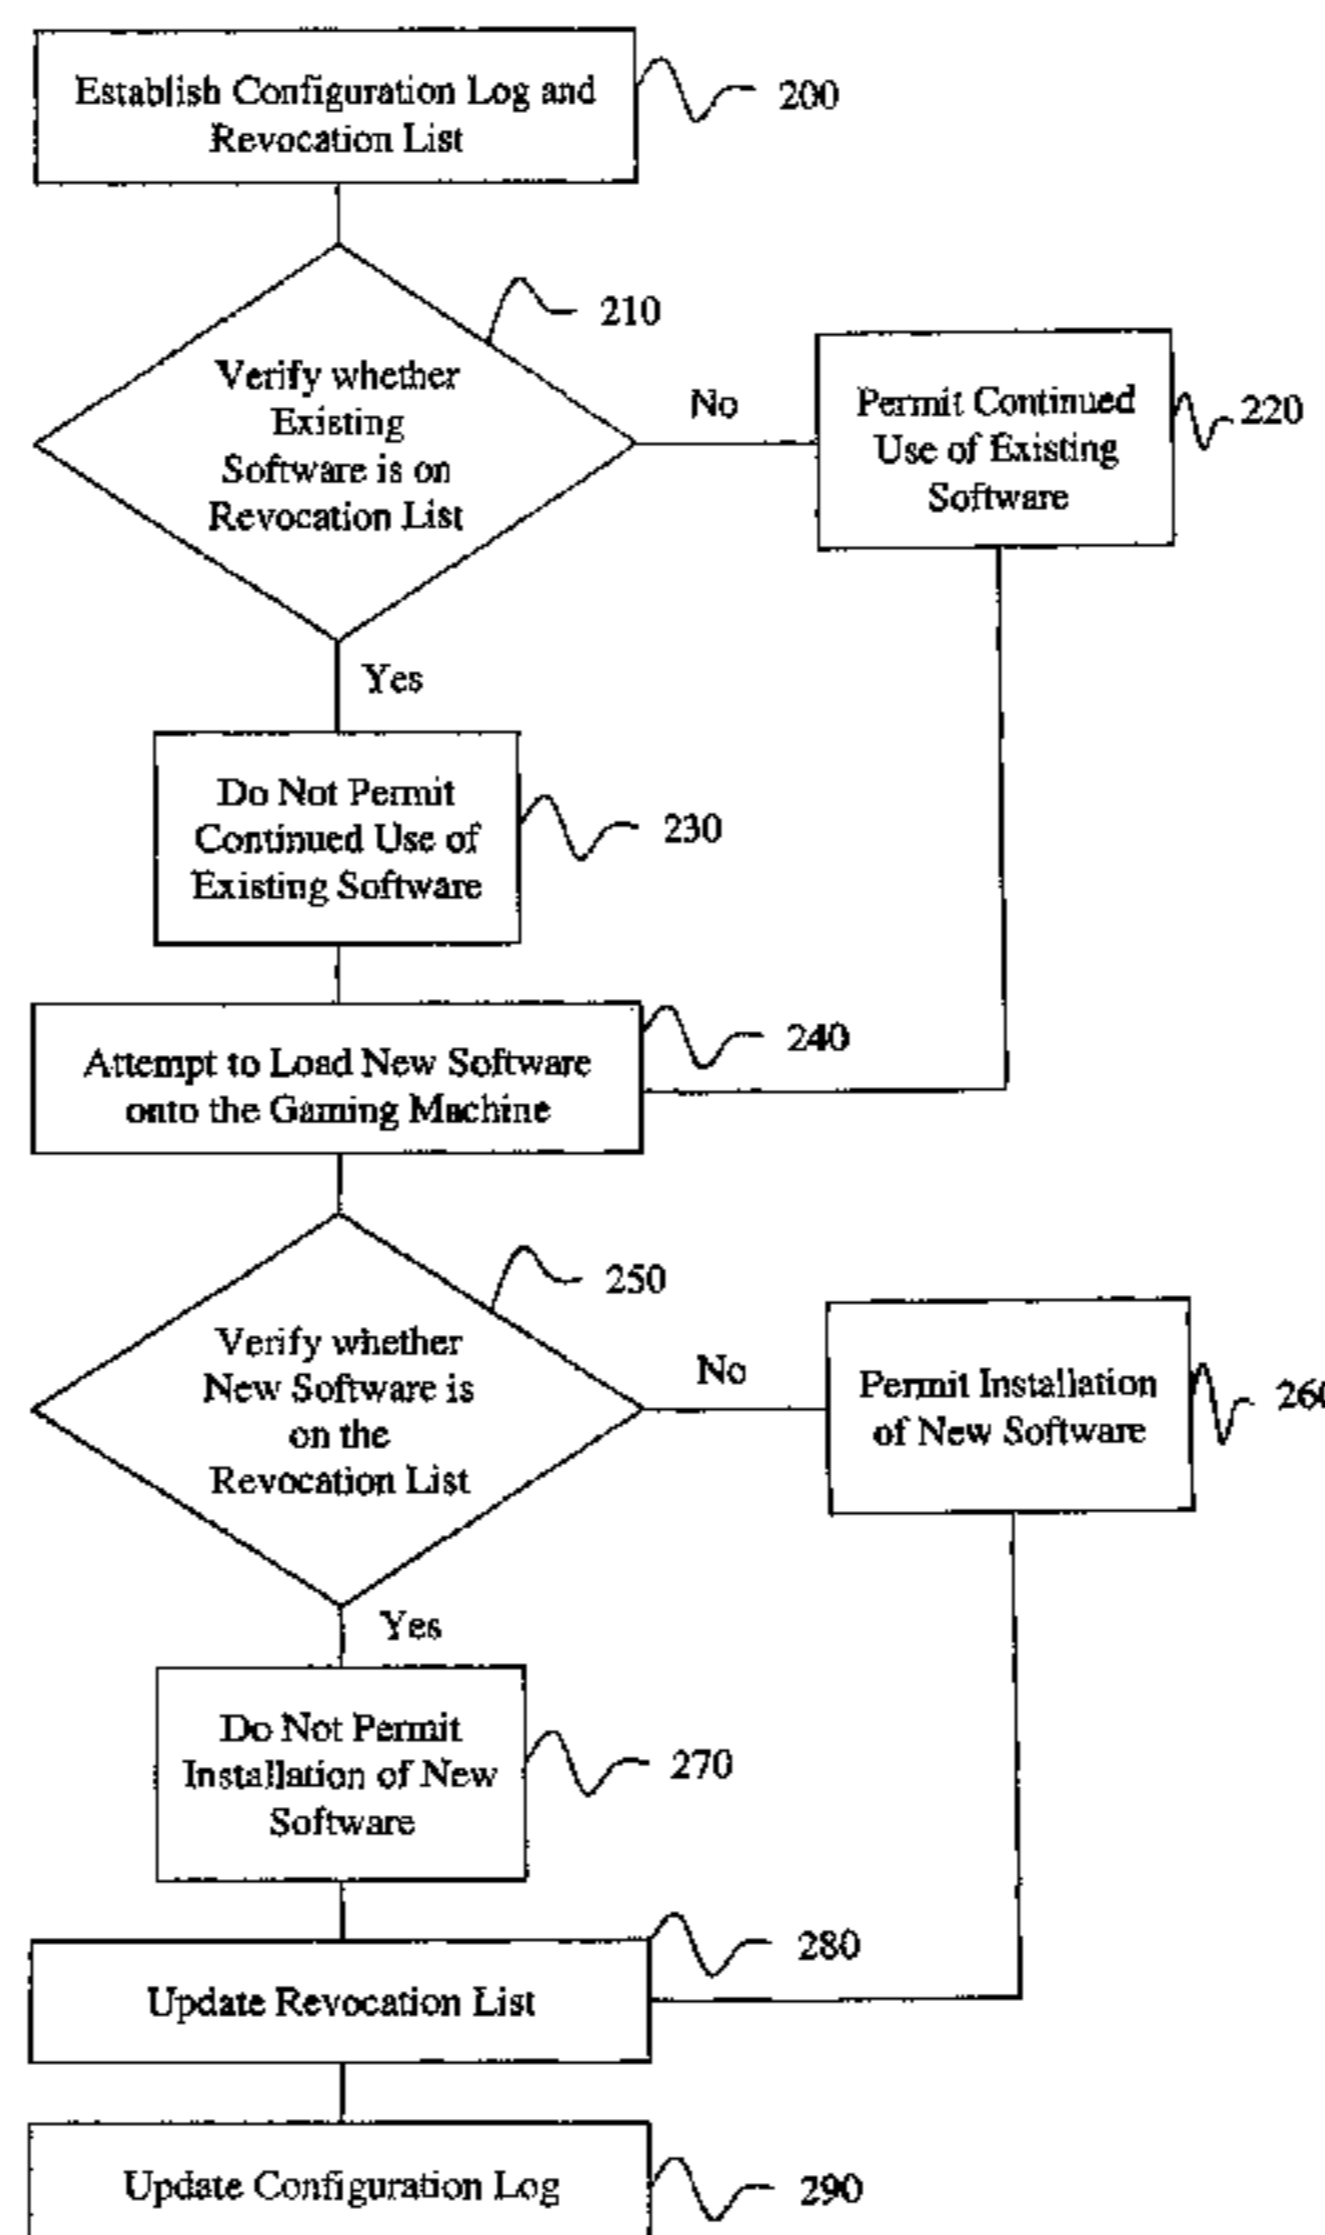 Establish Configuration Log and
Revocation List
200
210
Verify whether
Existing
Software is on
Revocation List
No
Permit Continued
Use of Existing
Software
220
Yes
Do Not Permit
Continued Use of
Existing Software
230
240
Attempt to Load New Software
onto the Gaming Machine
250
Verify whether
New Software is
on the
Revocation List
No
Permit Installation
of New Software
260
Yes
Do Not Permit
Installation of New
Software
270
280
Update Revocation List
Update Configuration Log
290